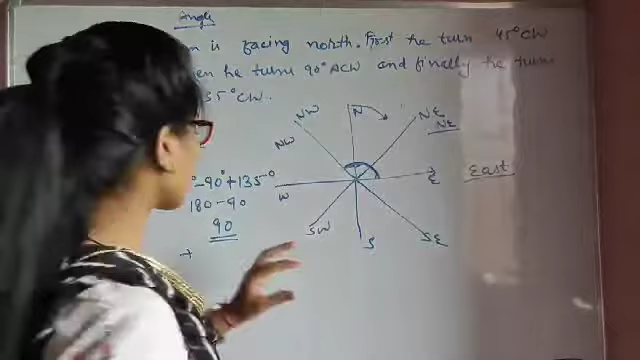 Angle
m is facing north. First he turn 45°CW
en he turns 90°ACW and finally he turns
35°CW.
NW N NE
NW NE
°-90°+135°
East
W E
180-90
90
SW S SE
→